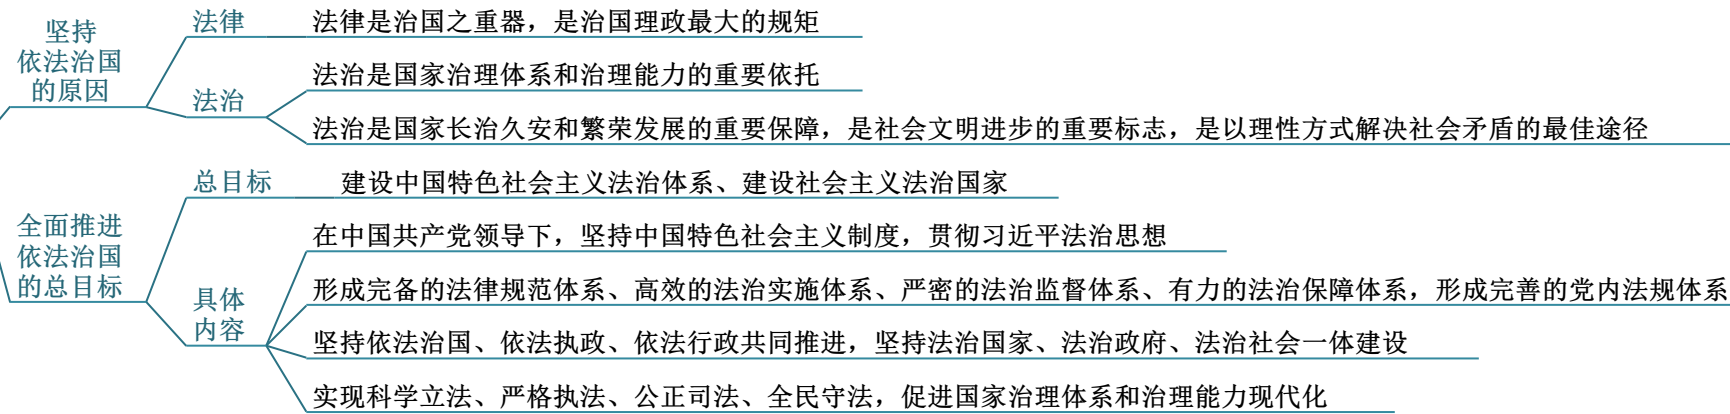 坚持
依法治国
的原因
法律
法律是治国之重器，是治国理政最大的规矩
法治
法治是国家治理体系和治理能力的重要依托
法治是国家长治久安和繁荣发展的重要保障，是社会文明进步的重要标志，是以理性方式解决社会矛盾的最佳途径
全面推进
依法治国
的总目标
总目标
建设中国特色社会主义法治体系、建设社会主义法治国家
具体
内容
在中国共产党领导下，坚持中国特色社会主义制度，贯彻习近平法治思想
形成完备的法律规范体系、高效的法治实施体系、严密的法治监督体系、有力的法治保障体系，形成完善的党内法规体系
坚持依法治国、依法执政、依法行政共同推进，坚持法治国家、法治政府、法治社会一体建设
实现科学立法、严格执法、公正司法、全民守法，促进国家治理体系和治理能力现代化